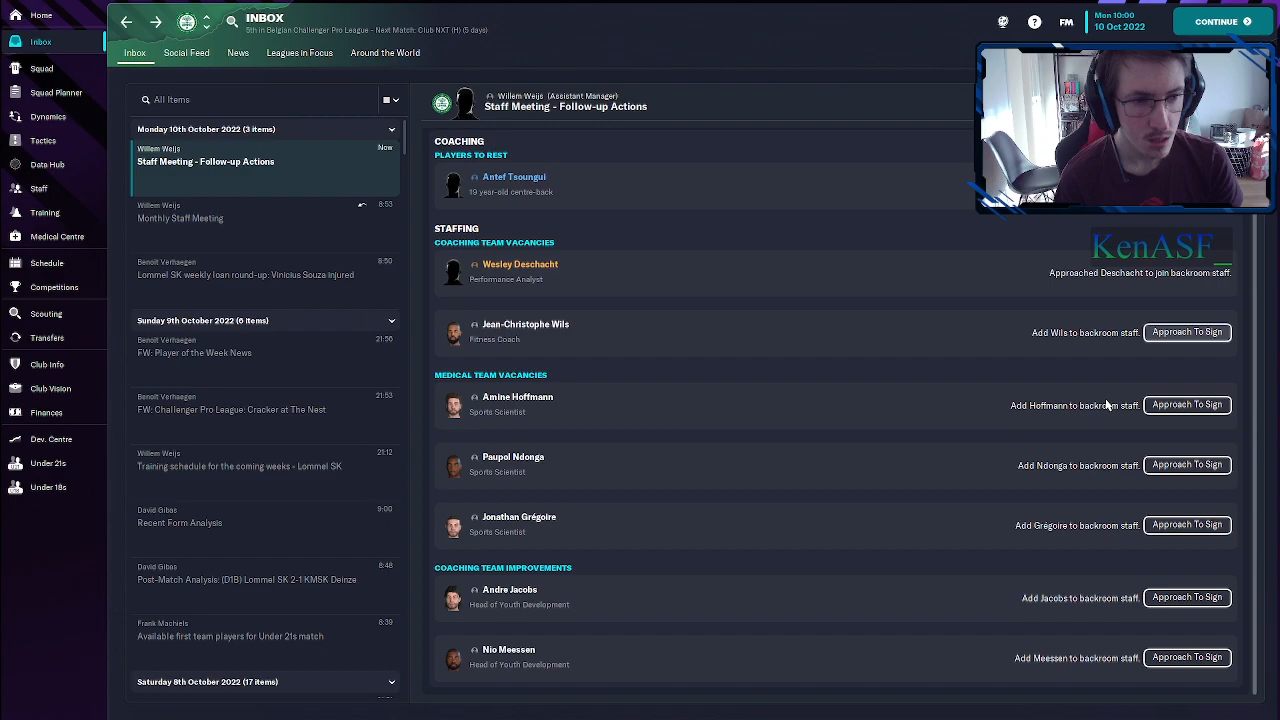 Home
Inbox
Squad
Squad Planner
Dynamics
Tactics
Data Hub
Staff
Training
Medical Centre
Schedule
Competitions
Scouting
Transfers
Club Info
Club Vision
Finances
Dev. Centre
Under 21s
Under 18s
INBOX
5th in Belgian Challenger Pro League - Next Match: Club NXT (H) (5 days)
FM
Mon 10:00
10 Oct 2022
CONTINUE
Inbox
Social Feed
News
Leagues in Focus
Around the World
All Items
Monday 10th October 2022 (3 items)
Willem Weijs Now
Staff Meeting - Follow-up Actions
Willem Weijs 8:53
Monthly Staff Meeting
Benoit Verhaegen 8:50
Lommel SK weekly loan round-up: Vinicius Souza Injured
Sunday 9th October 2022 (6 items)
Benoit Verhaegen 21:56
FW: Player of the Week News
Benoit Verhaegen 21:53
FW: Challenger Pro League: Cracker at The Nest
Willem Weijs 21:12
Training schedule for the coming weeks - Lommel SK
David Gibas 9:00
Recent Form Analysis
David Gibas 8:48
Post-Match Analysis: (D1B) Lommel SK 2-1 KMSK Deinze
Frank Machiels 8:39
Available first team players for Under 21s match
Saturday 8th October 2022 (17 items)
Willem Weijs (Assistant Manager)
Staff Meeting - Follow-up Actions
COACHING
PLAYERS TO REST
Antef Tsoungui
19 year-old centre-back
STAFFING
COACHING TEAM VACANCIES
KenASF_
Wesley Deschacht
Performance Analyst
Approached Deschacht to join backroom staff.
Jean-Christophe Wils
Fitness Coach
Add Wils to backroom staff. Approach To Sign
MEDICAL TEAM VACANCIES
Amine Hoffmann
Sports Scientist
Add Hoffmann to backroom staff. Approach To Sign
Paupol Ndonga
Sports Scientist
Add Ndonga to backroom staff. Approach To Sign
Jonathan Grégoire
Sports Scientist
Add Grégoire to backroom staff. Approach To Sign
COACHING TEAM IMPROVEMENTS
Andre Jacobs
Head of Youth Development
Add Jacobs to backroom staff. Approach To Sign
Nio Meessen
Head of Youth Development
Add Meessen to backroom staff. Approach To Sign